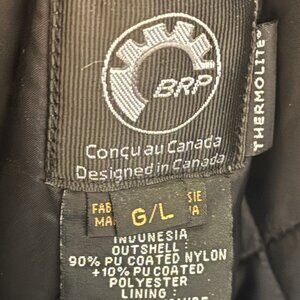 BRP
THERMOLITE®
Conçu au Canada
Designed in Canada
G/L
INDONESIA
OUTSHELL :
90% PU COATED NYLON
+10% PU COATED
POLYESTER
LINING :